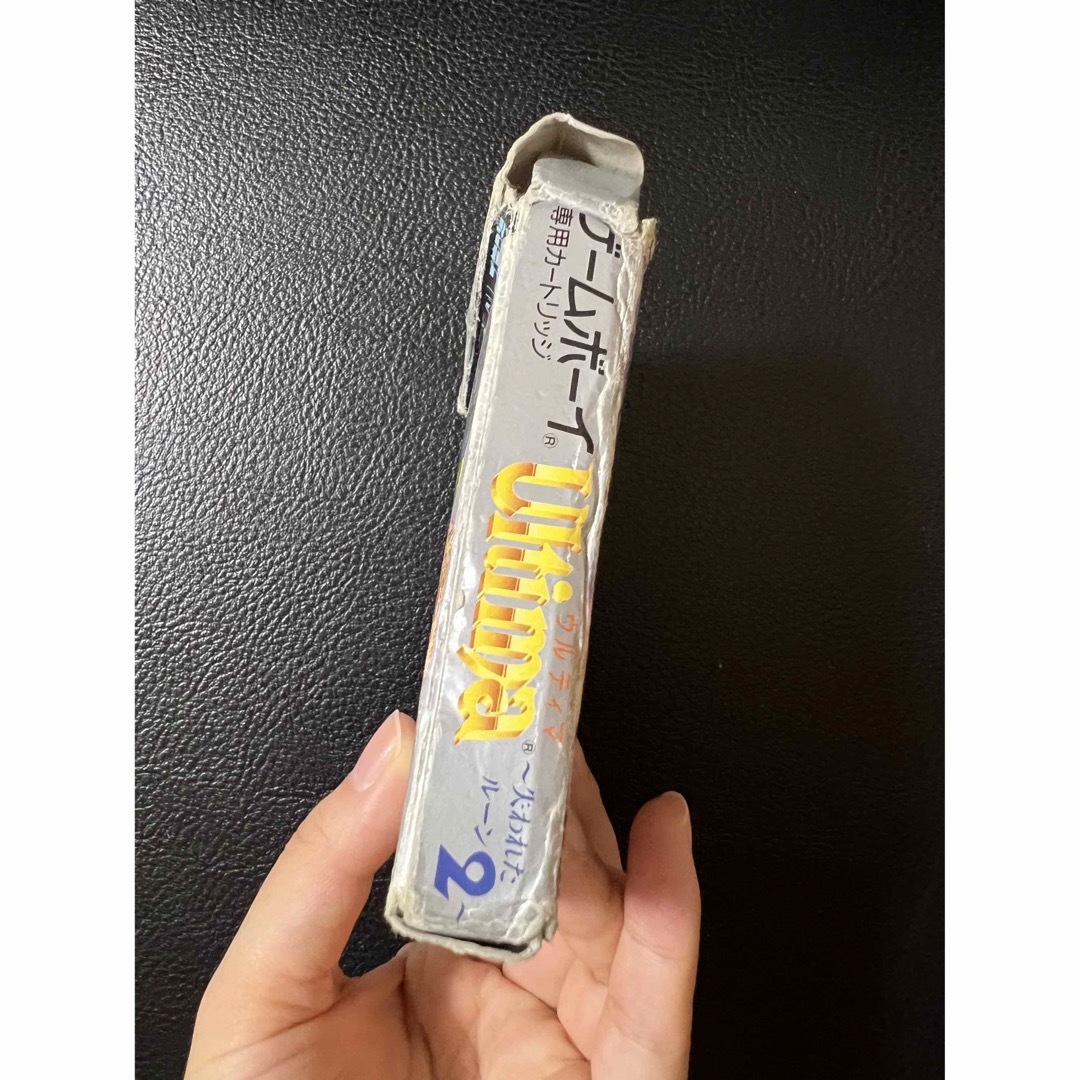 ゲームボーイ®
専用カートリッジ
Ultima®
ウルティマ
〜失われた
ルーン2〜